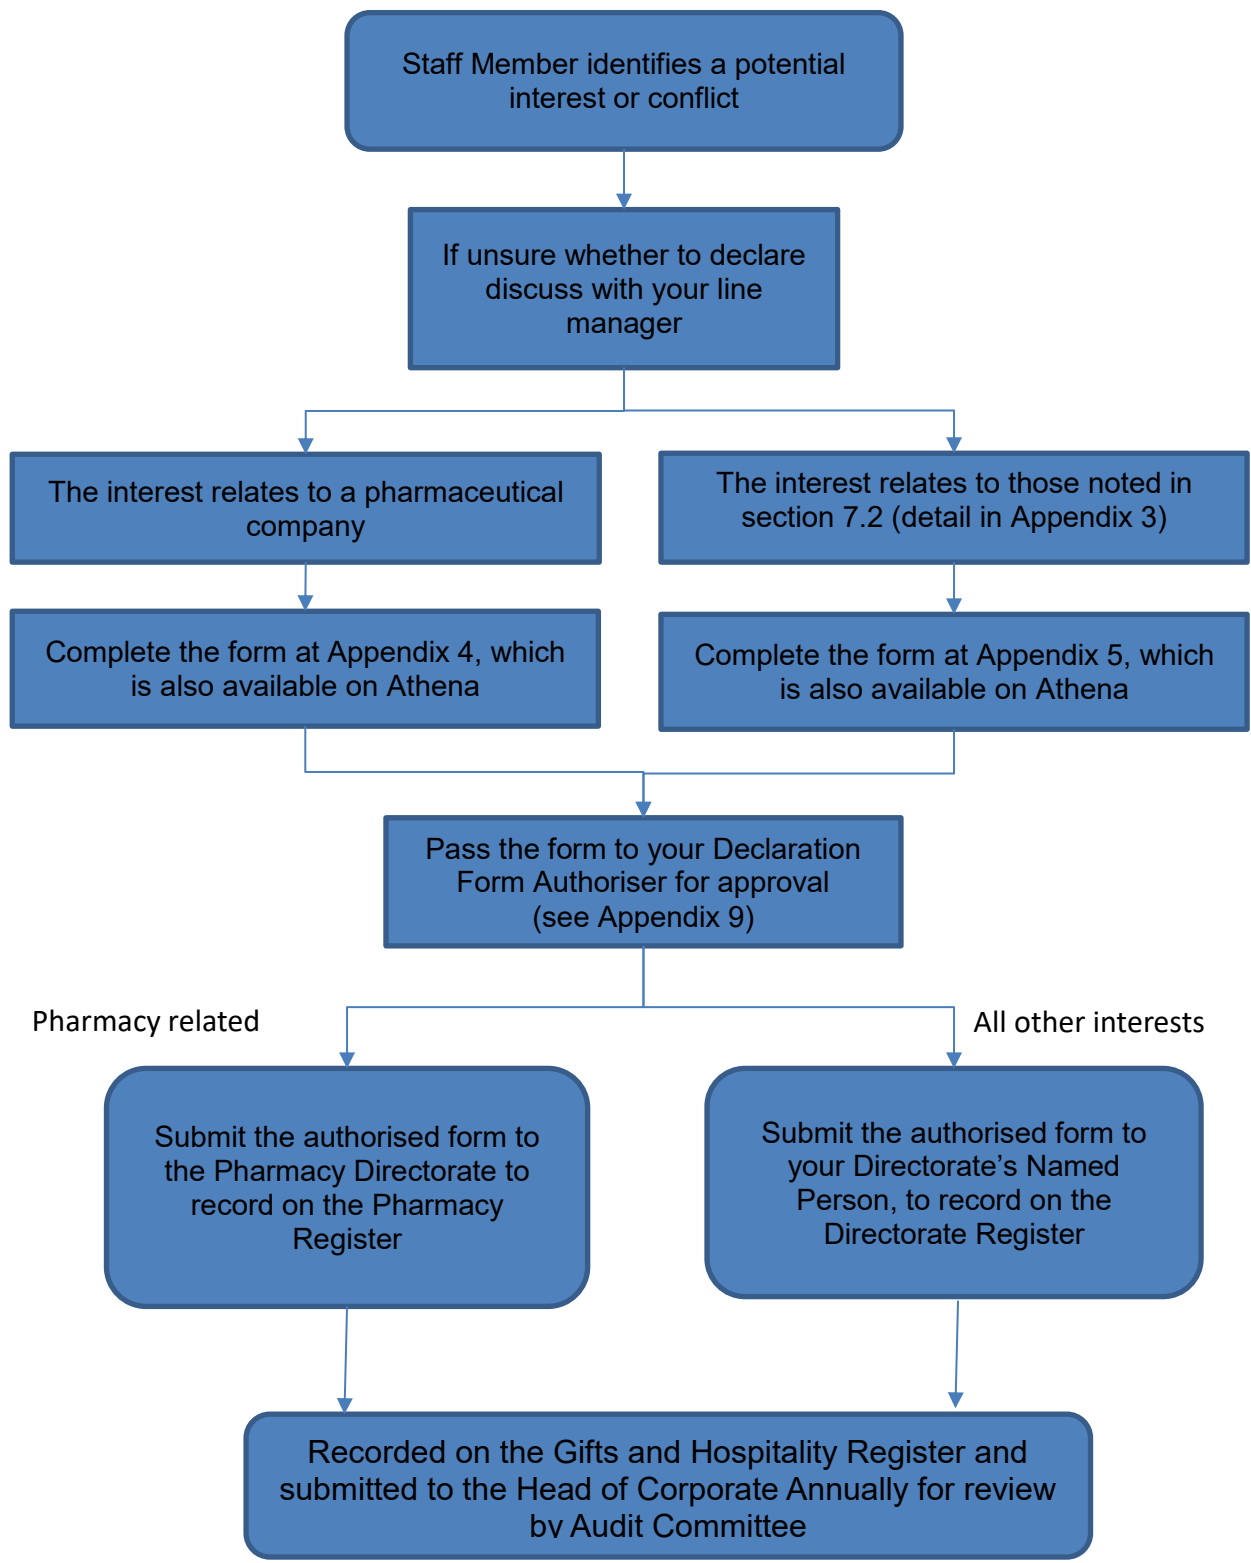 Staff Member identifies a potential
interest or conflict
If unsure whether to declare
discuss with your line
manager
The interest relates to a pharmaceutical
company
The interest relates to those noted in
section 7.2 (detail in Appendix 3)
Complete the form at Appendix 4, which
is also available on Athena
Complete the form at Appendix 5, which
is also available on Athena
Pass the form to your Declaration
Form Authoriser for approval
(see Appendix 9)
Pharmacy related
All other interests
Submit the authorised form to
the Pharmacy Directorate to
record on the Pharmacy
Register
Submit the authorised form to
your Directorate’s Named
Person, to record on the
Directorate Register
Recorded on the Gifts and Hospitality Register and
submitted to the Head of Corporate Annually for review
by Audit Committee